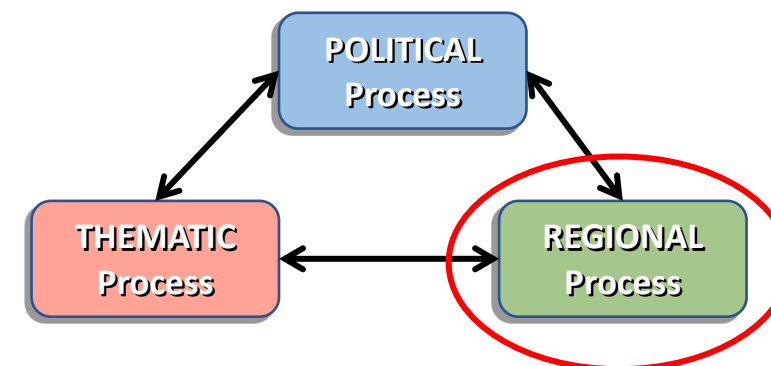 POLITICAL
Process
THEMATIC
Process
REGIONAL
Process